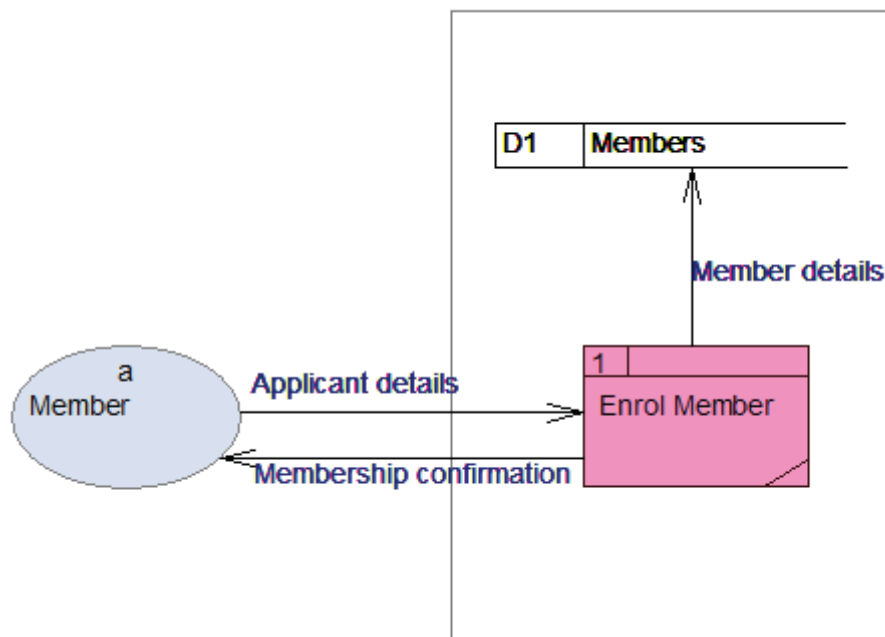 D1 Members
Member details
a
Member
Applicant details
Membership confirmation
1
Enrol Member